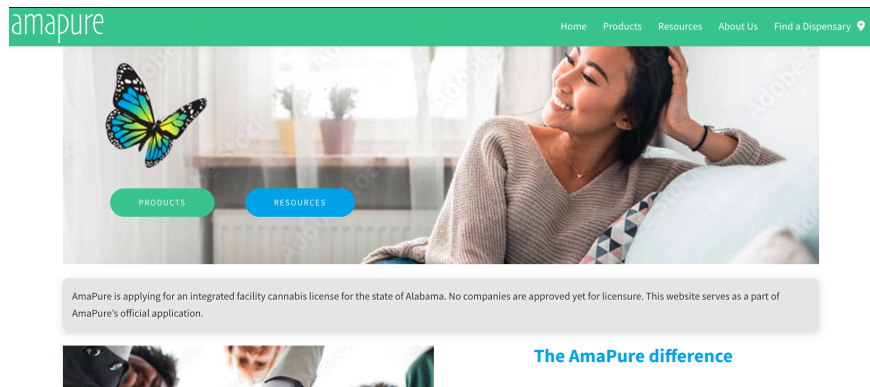 amapure
Home Products Resources About Us Find a Dispensary
PRODUCTS RESOURCES
AmaPure is applying for an integrated facility cannabis license for the state of Alabama. No companies are approved yet for licensure. This website serves as a part of
AmaPure's official application.
The AmaPure difference